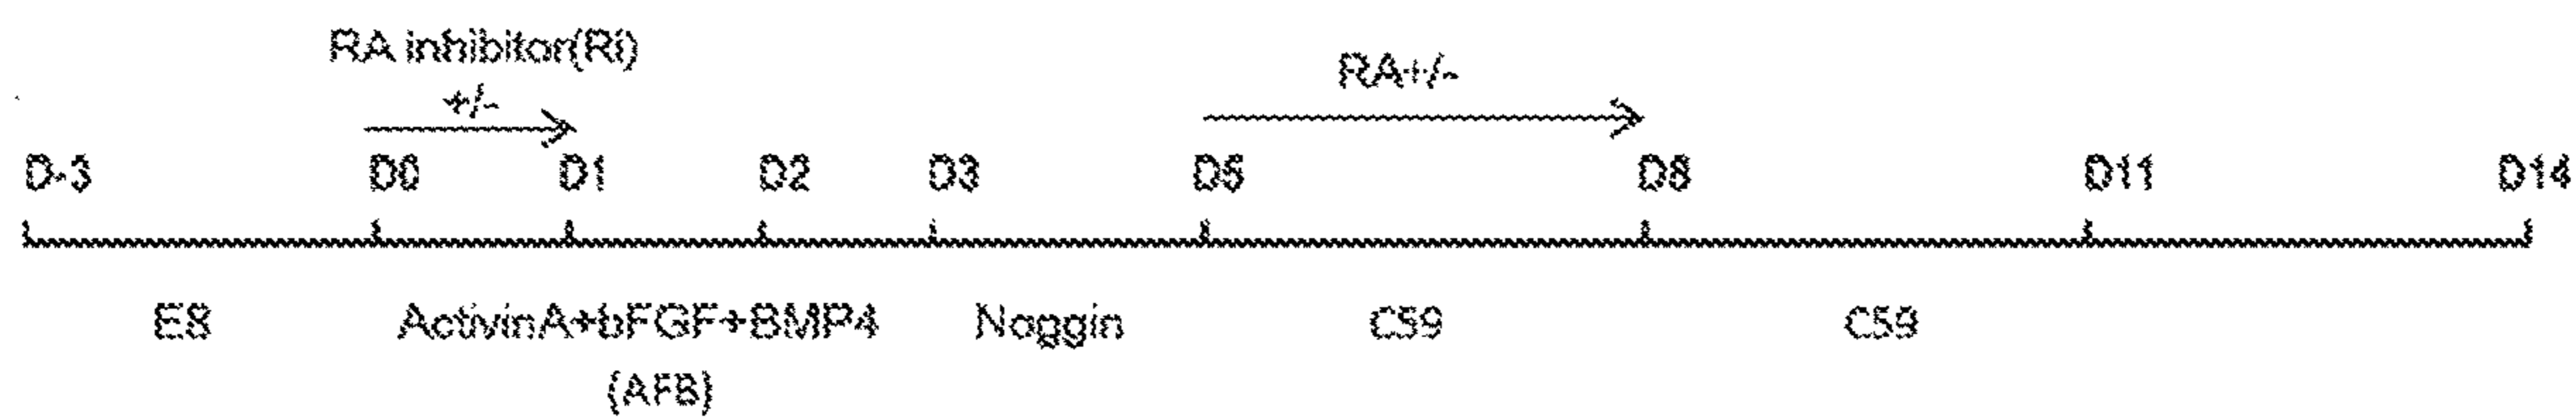 RA inhibitor(Ri)
+/-
RA+/-
D-3 D0 D1 D2 D3 D5 D8 D11 D14
E8 ActivinA+bFGF+BMP4 Noggin C59 C59
(AFB)